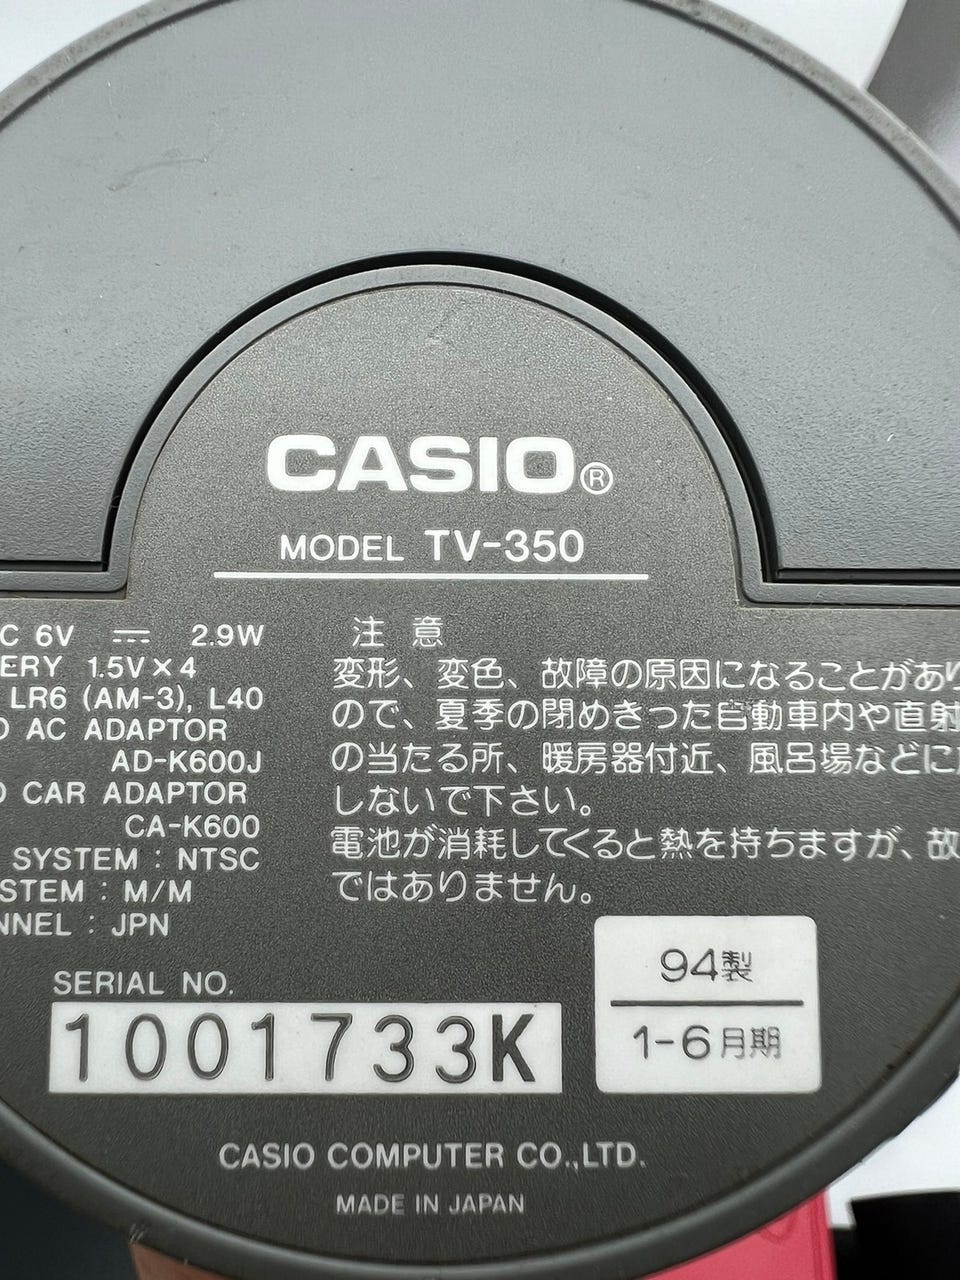 CASIO®
MODEL TV-350
C 6V ⎓ 2.9W
ERY 1.5V×4
LR6 (AM-3), L40
AC ADAPTOR
AD-K600J
CAR ADAPTOR
CA-K600
SYSTEM : NTSC
STEM : M/M
NNEL : JPN
注意
変形、変色、故障の原因になることがあり
ので、夏季の閉めきった自動車内や直射
の当たる所、暖房器付近、風呂場などに
しないで下さい。
電池が消耗してくると熱を持ちますが、故
ではありません。
SERIAL NO.
1001733K
94製
1-6月期
CASIO COMPUTER CO.,LTD.
MADE IN JAPAN